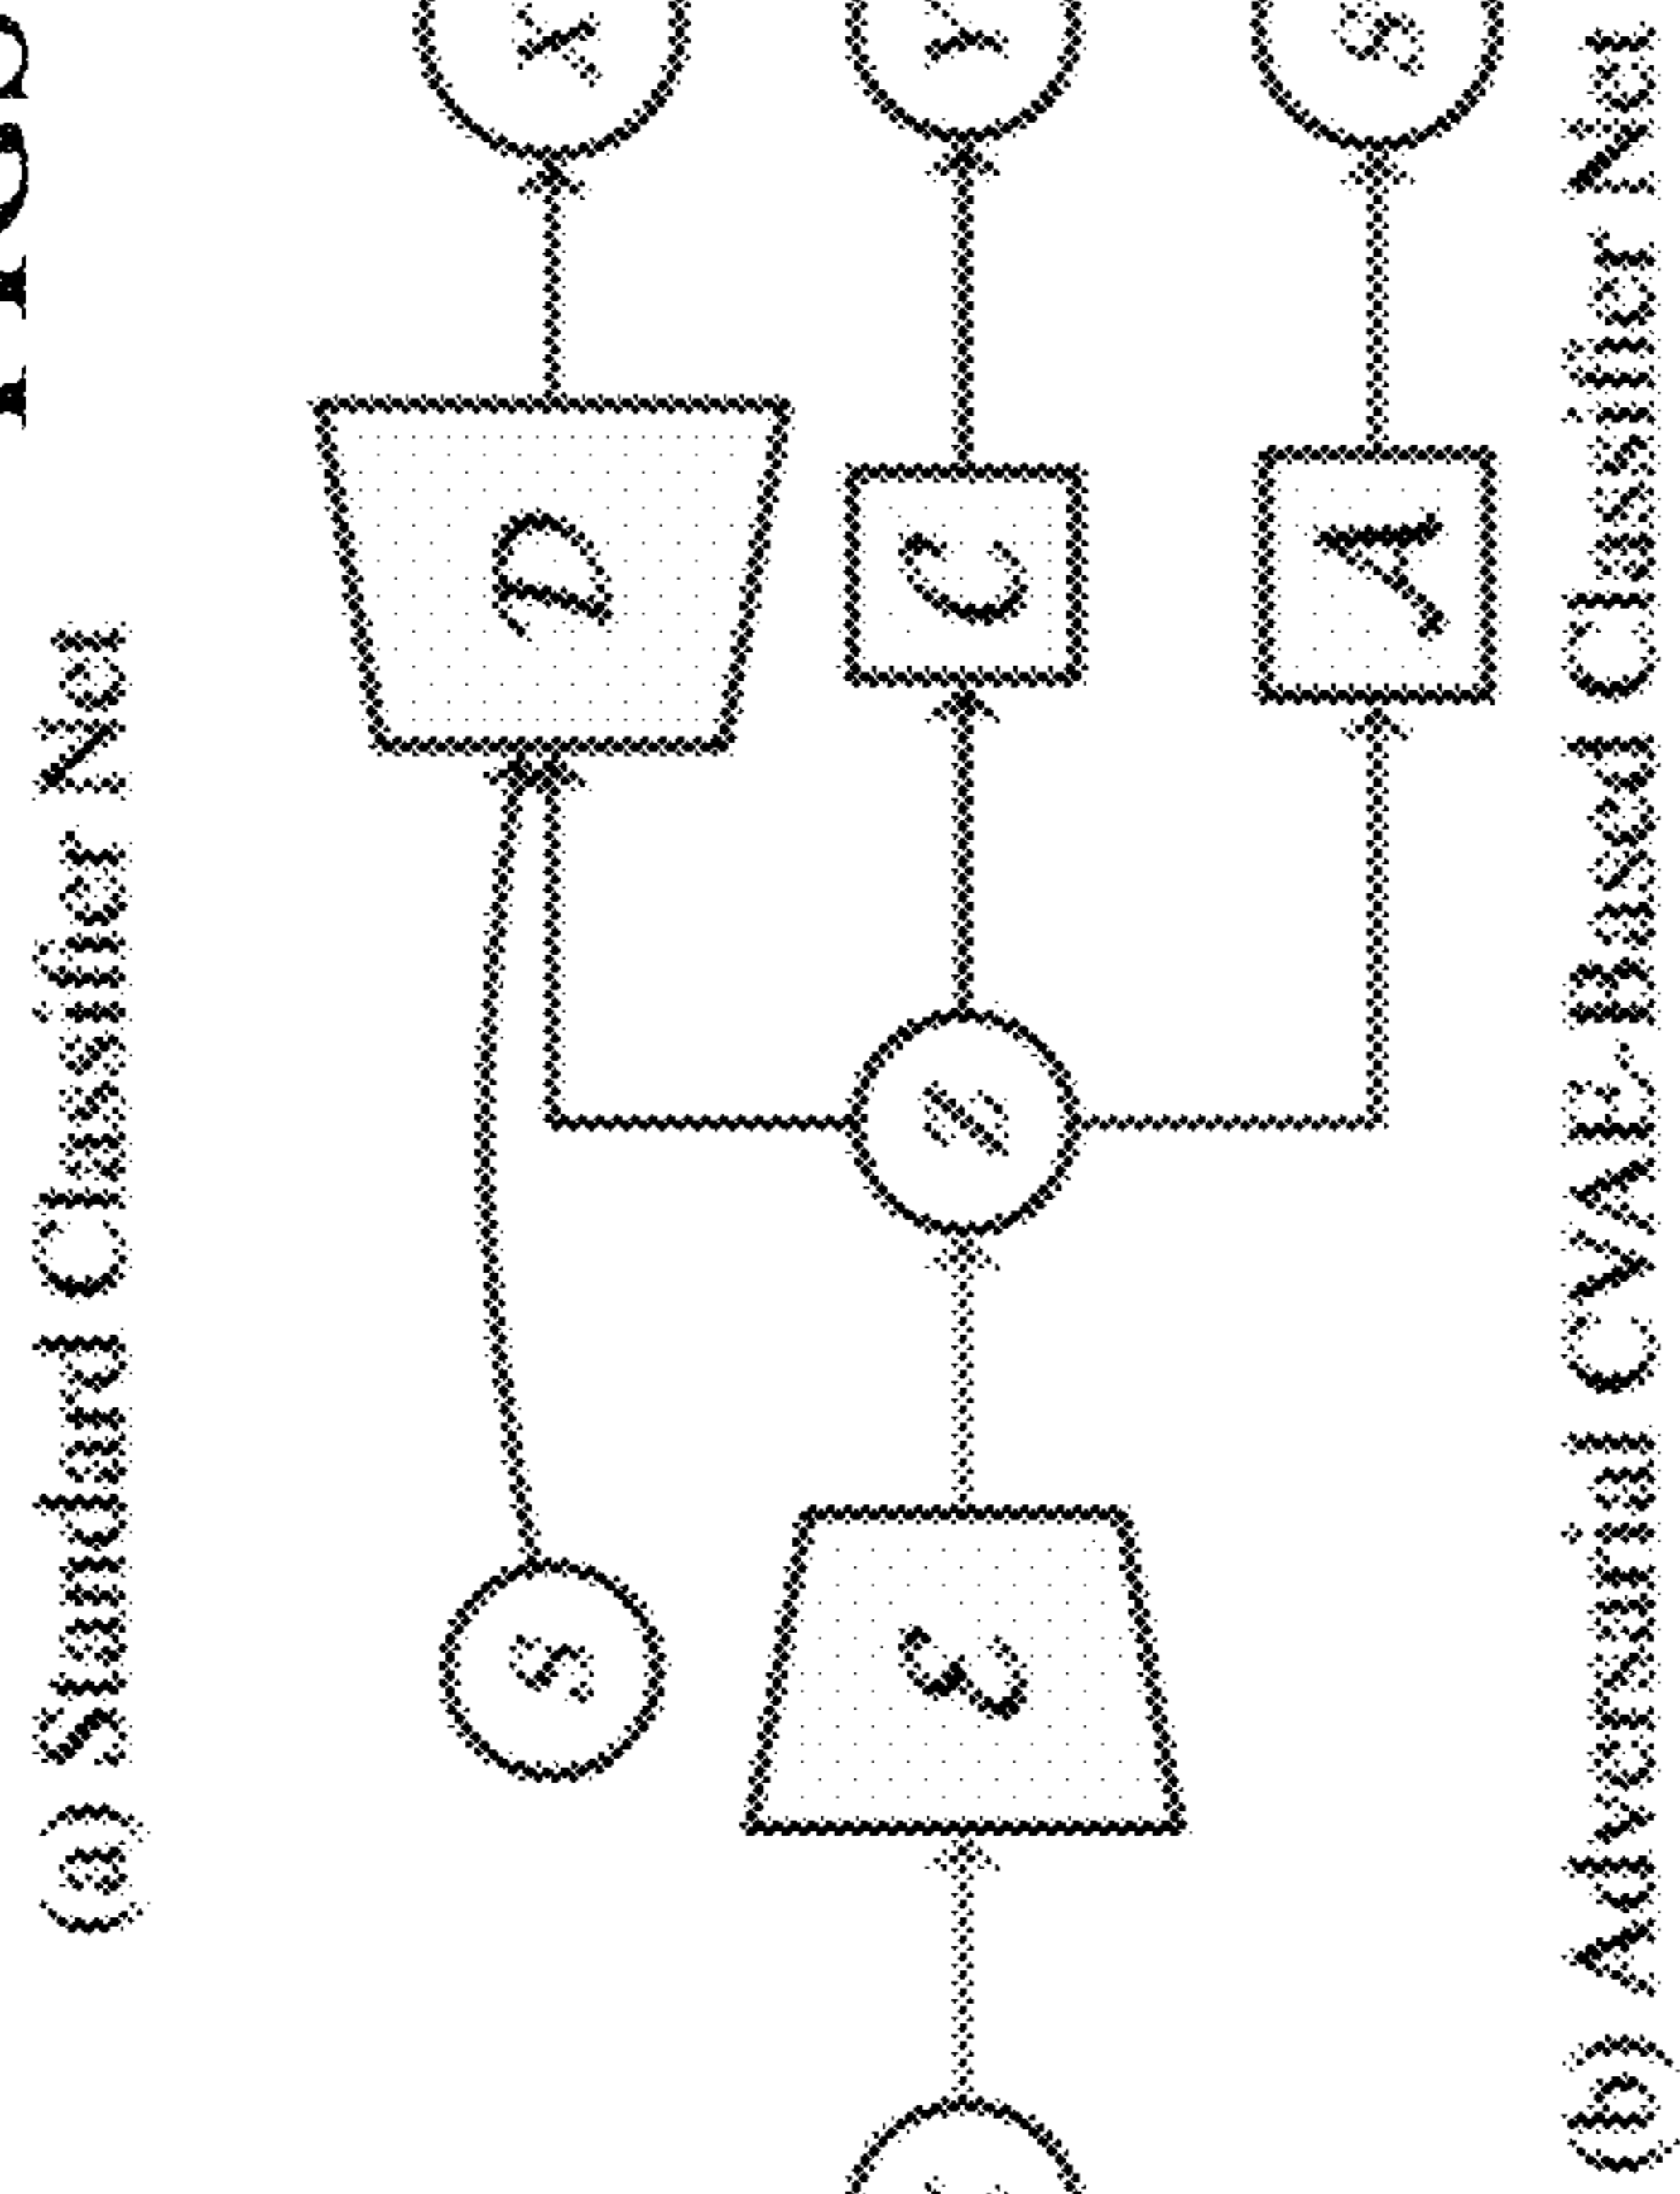 (a) Standard Classifier Net
s
ε
z
D
C
A
X
y
s
(b) Adversarial CVAE-Based Classifier Net